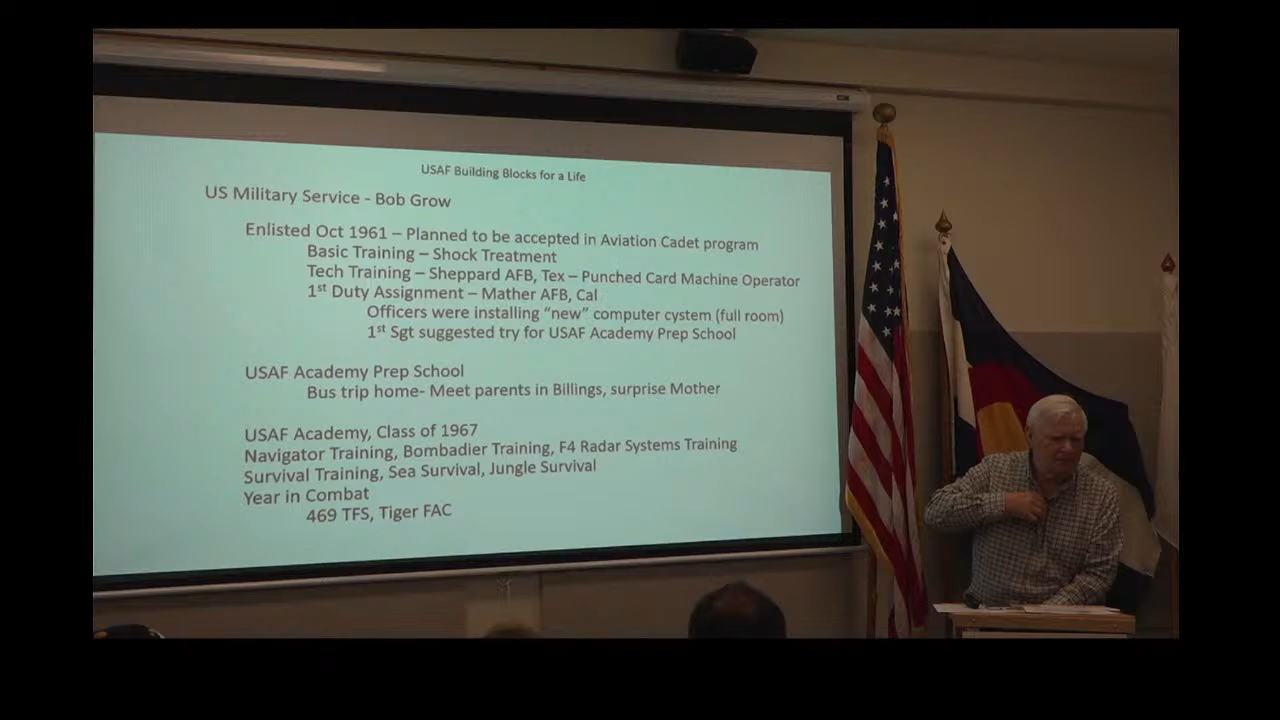 USAF Building Blocks for a Life
US Military Service - Bob Grow
Enlisted Oct 1961 – Planned to be accepted in Aviation Cadet program
Basic Training – Shock Treatment
Tech Training – Sheppard AFB, Tex – Punched Card Machine Operator
1st Duty Assignment – Mather AFB, Cal
Officers were installing “new” computer cystem (full room)
1st Sgt suggested try for USAF Academy Prep School
USAF Academy Prep School
Bus trip home- Meet parents in Billings, surprise Mother
USAF Academy, Class of 1967
Navigator Training, Bombadier Training, F4 Radar Systems Training
Survival Training, Sea Survival, Jungle Survival
Year in Combat
469 TFS, Tiger FAC